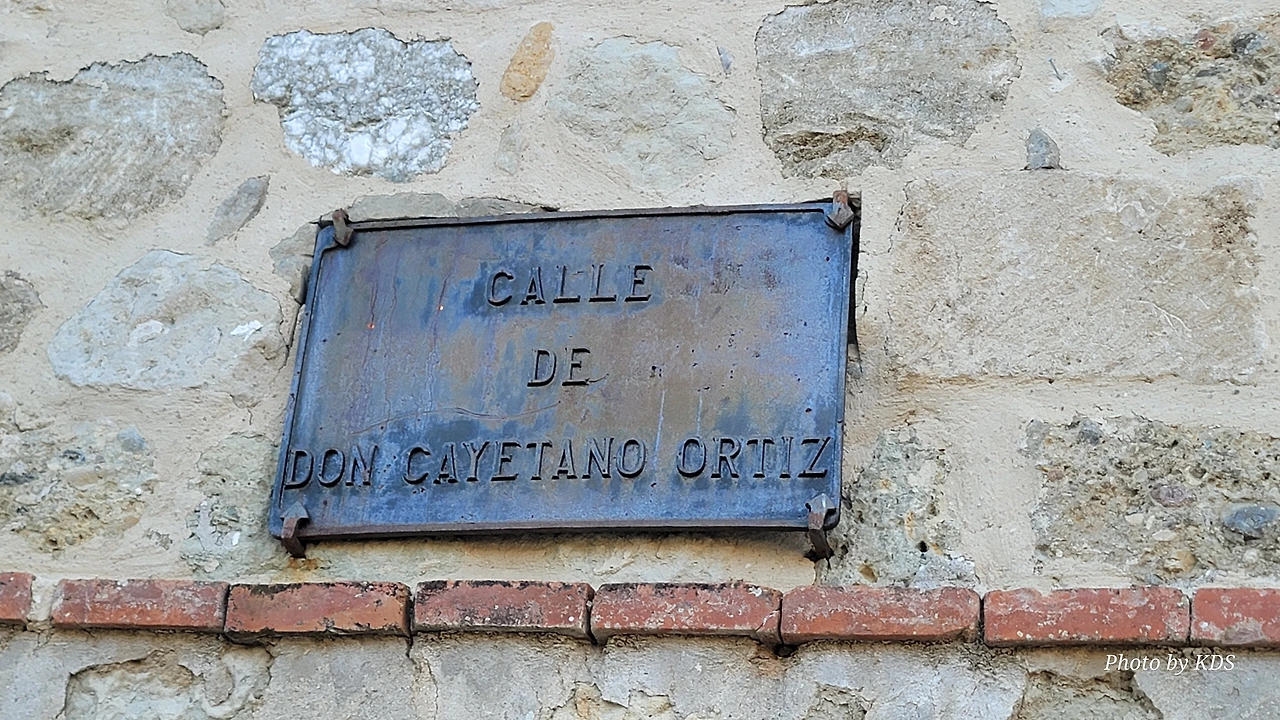 CALLE
DE
DON CAYETANO ORTIZ
Photo by KDS